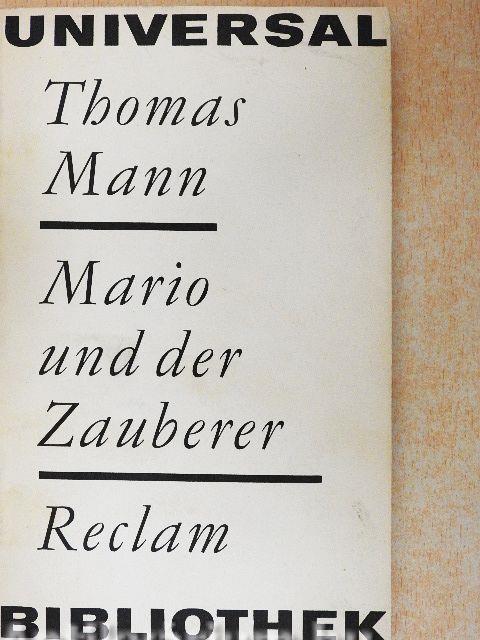 UNIVERSAL
Thomas
Mann
Mario
und der
Zauberer
Reclam
BIBLIOTHEK